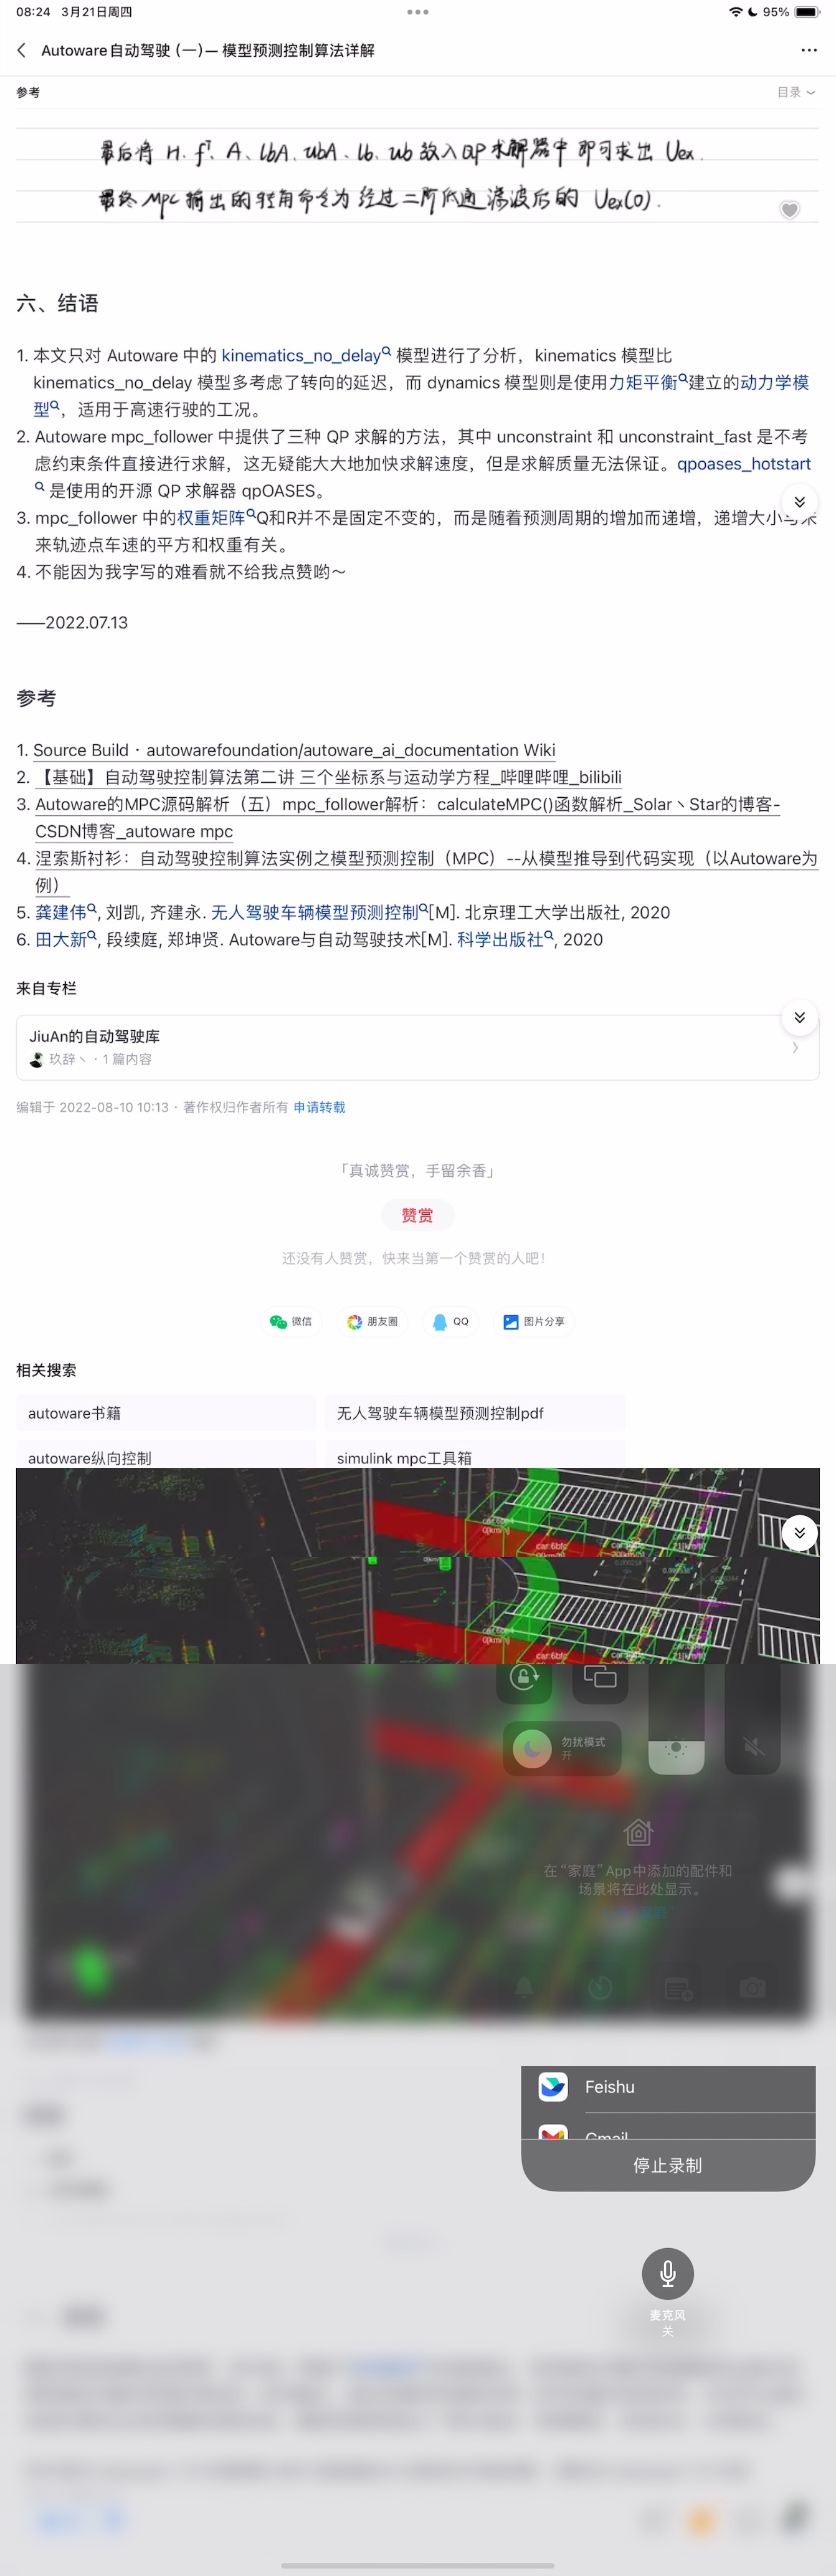 08:24 3月21日周四
95%
Autoware自动驾驶 (一)— 模型预测控制算法详解
参考
目录
最后将 H、fᵀ、A、lbA、ubA、lb、ub 放入QP求解器中 即可求出 Uex.
最终 MPC 输出的转角命令为 经过二阶低通滤波后的 Uex(0).
六、结语
1. 本文只对 Autoware 中的 kinematics_no_delay 模型进行了分析，kinematics 模型比
kinematics_no_delay 模型多考虑了转向的延迟，而 dynamics 模型则是使用力矩平衡建立的动力学模
型，适用于高速行驶的工况。
2. Autoware mpc_follower 中提供了三种 QP 求解的方法，其中 unconstraint 和 unconstraint_fast 是不考
虑约束条件直接进行求解，这无疑能大大地加快求解速度，但是求解质量无法保证。qpoases_hotstart
是使用的开源 QP 求解器 qpOASES。
3. mpc_follower 中的权重矩阵Q和R并不是固定不变的，而是随着预测周期的增加而递增，递增大小与未
来轨迹点车速的平方和权重有关。
4. 不能因为我字写的难看就不给我点赞哟～
——2022.07.13
参考
1. Source Build · autowarefoundation/autoware_ai_documentation Wiki
2. 【基础】自动驾驶控制算法第二讲 三个坐标系与运动学方程_哔哩哔哩_bilibili
3. Autoware的MPC源码解析（五）mpc_follower解析：calculateMPC()函数解析_Solar丶Star的博客-
CSDN博客_autoware mpc
4. 涅索斯衬衫：自动驾驶控制算法实例之模型预测控制（MPC）--从模型推导到代码实现（以Autoware为
例）
5. 龚建伟, 刘凯, 齐建永. 无人驾驶车辆模型预测控制[M]. 北京理工大学出版社, 2020
6. 田大新, 段续庭, 郑坤贤. Autoware与自动驾驶技术[M]. 科学出版社, 2020
来自专栏
JiuAn的自动驾驶库
玖辞丶 · 1 篇内容
编辑于 2022-08-10 10:13 · 著作权归作者所有 申请转载
「真诚赞赏，手留余香」
赞赏
还没有人赞赏，快来当第一个赞赏的人吧！
微信 朋友圈 QQ 图片分享
相关搜索
autoware书籍 无人驾驶车辆模型预测控制pdf
autoware纵向控制 simulink mpc工具箱
勿扰模式
开
在“家庭”App中添加的配件和
场景将在此处显示。
Feishu
Gmail
停止录制
麦克风
关